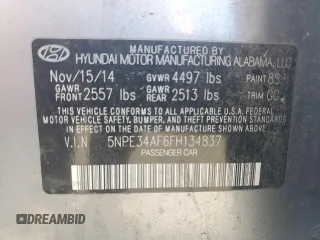 MANUFACTURED BY
HYUNDAI MOTOR MANUFACTURING ALABAMA, LLC
Nov/15/14 GVWR 4497 lbs PAINT 8S
GAWR FRONT 2557 lbs GAWR REAR 2513 lbs TRIM GG
THIS VEHICLE CONFORMS TO ALL APPLICABLE U.S. FEDERAL
MOTOR VEHICLE SAFETY, BUMPER, AND THEFT PREVENTION
STANDARDS IN EFFECT ON THE DATE OF MANUFACTURE SHOWN ABOVE.
V.I.N 5NPE34AF6FH134837
PASSENGER CAR
DREAMBID